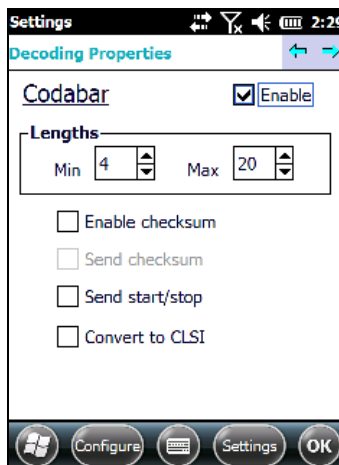 Settings 2:29
Decoding Properties
Codabar Enable
Lengths
Min 4 Max 20
Enable checksum
Send checksum
Send start/stop
Convert to CLSI
Configure Settings OK